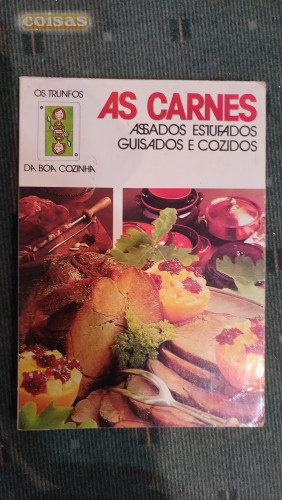 coisas
OS TRUNFOS
DA BOA COZINHA
AS CARNES
ASSADOS ESTUFADOS
GUISADOS E COZIDOS